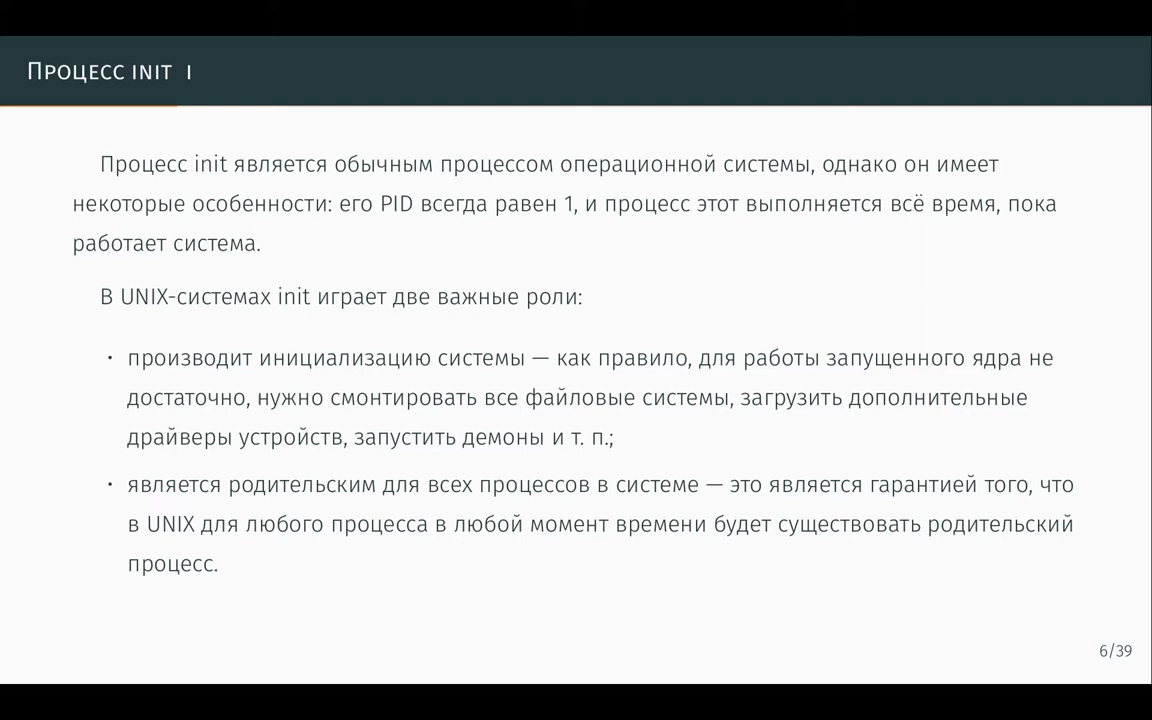 Процесс init I
Процесс init является обычным процессом операционной системы, однако он имеет
некоторые особенности: его PID всегда равен 1, и процесс этот выполняется всё время, пока
работает система.
В UNIX-системах init играет две важные роли:
• производит инициализацию системы — как правило, для работы запущенного ядра не
достаточно, нужно смонтировать все файловые системы, загрузить дополнительные
драйверы устройств, запустить демоны и т. п.;
• является родительским для всех процессов в системе — это является гарантией того, что
в UNIX для любого процесса в любой момент времени будет существовать родительский
процесс.
6/39